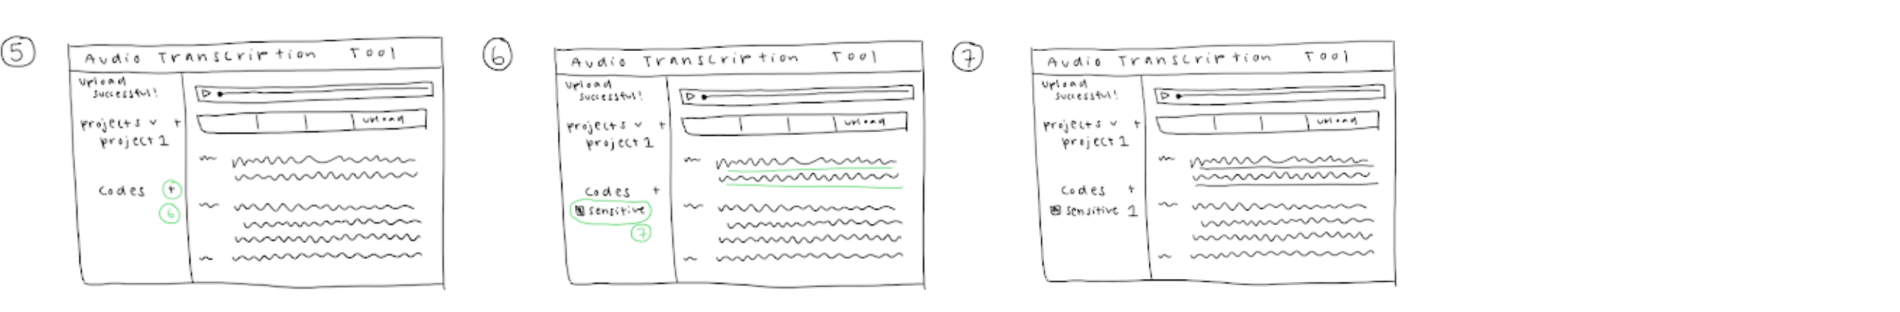 5
Audio Transcription Tool
upload
successful!
projects v +
project 1
upload
Codes +
6
6
Audio Transcription Tool
upload
successful!
projects v +
project 1
upload
codes +
sensitive
7
7
Audio Transcription Tool
upload
successful!
projects v +
project 1
upload
Codes +
sensitive 1